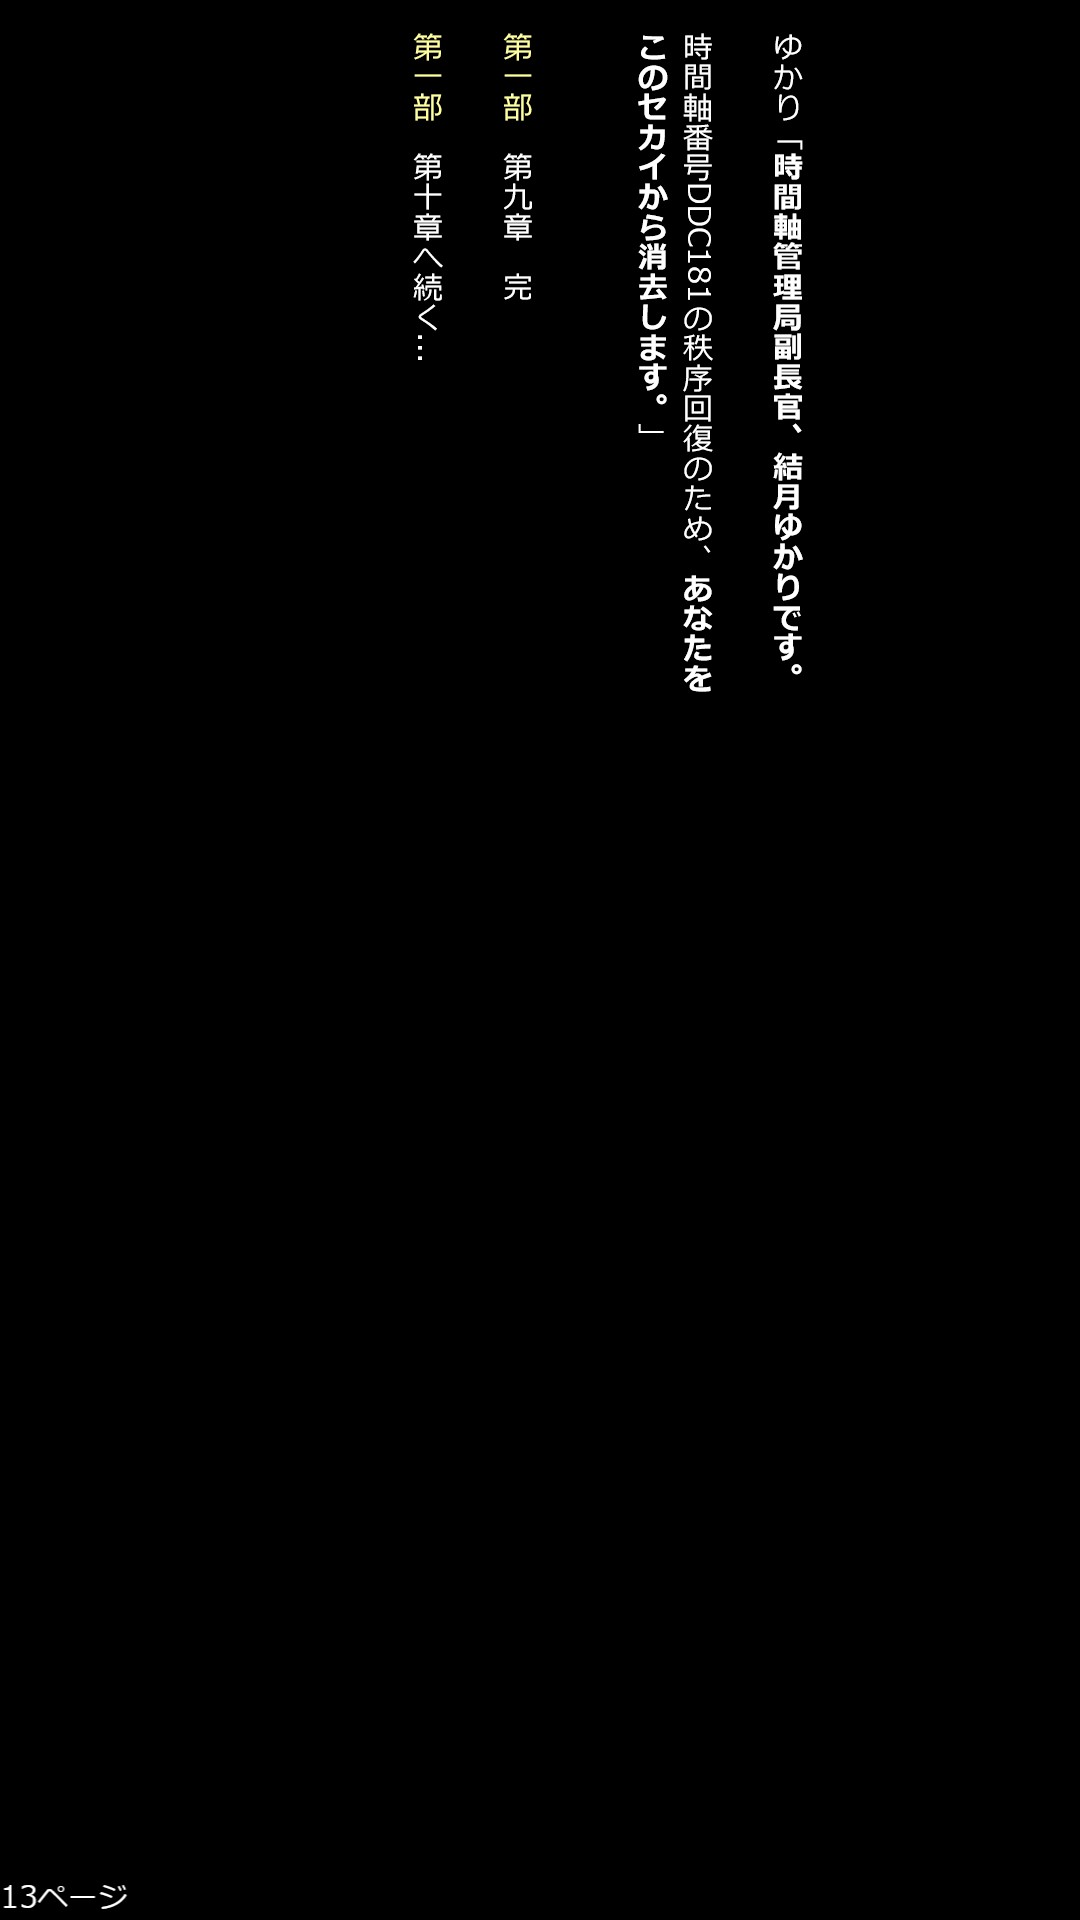 ゆかり「時間軸管理局副長官、結月ゆかりです。
時間軸番号DDC181の秩序回復のため、あなたを
このセカイから消去します。」
第一部　第九章　完
第一部　第十章へ続く…
13ページ